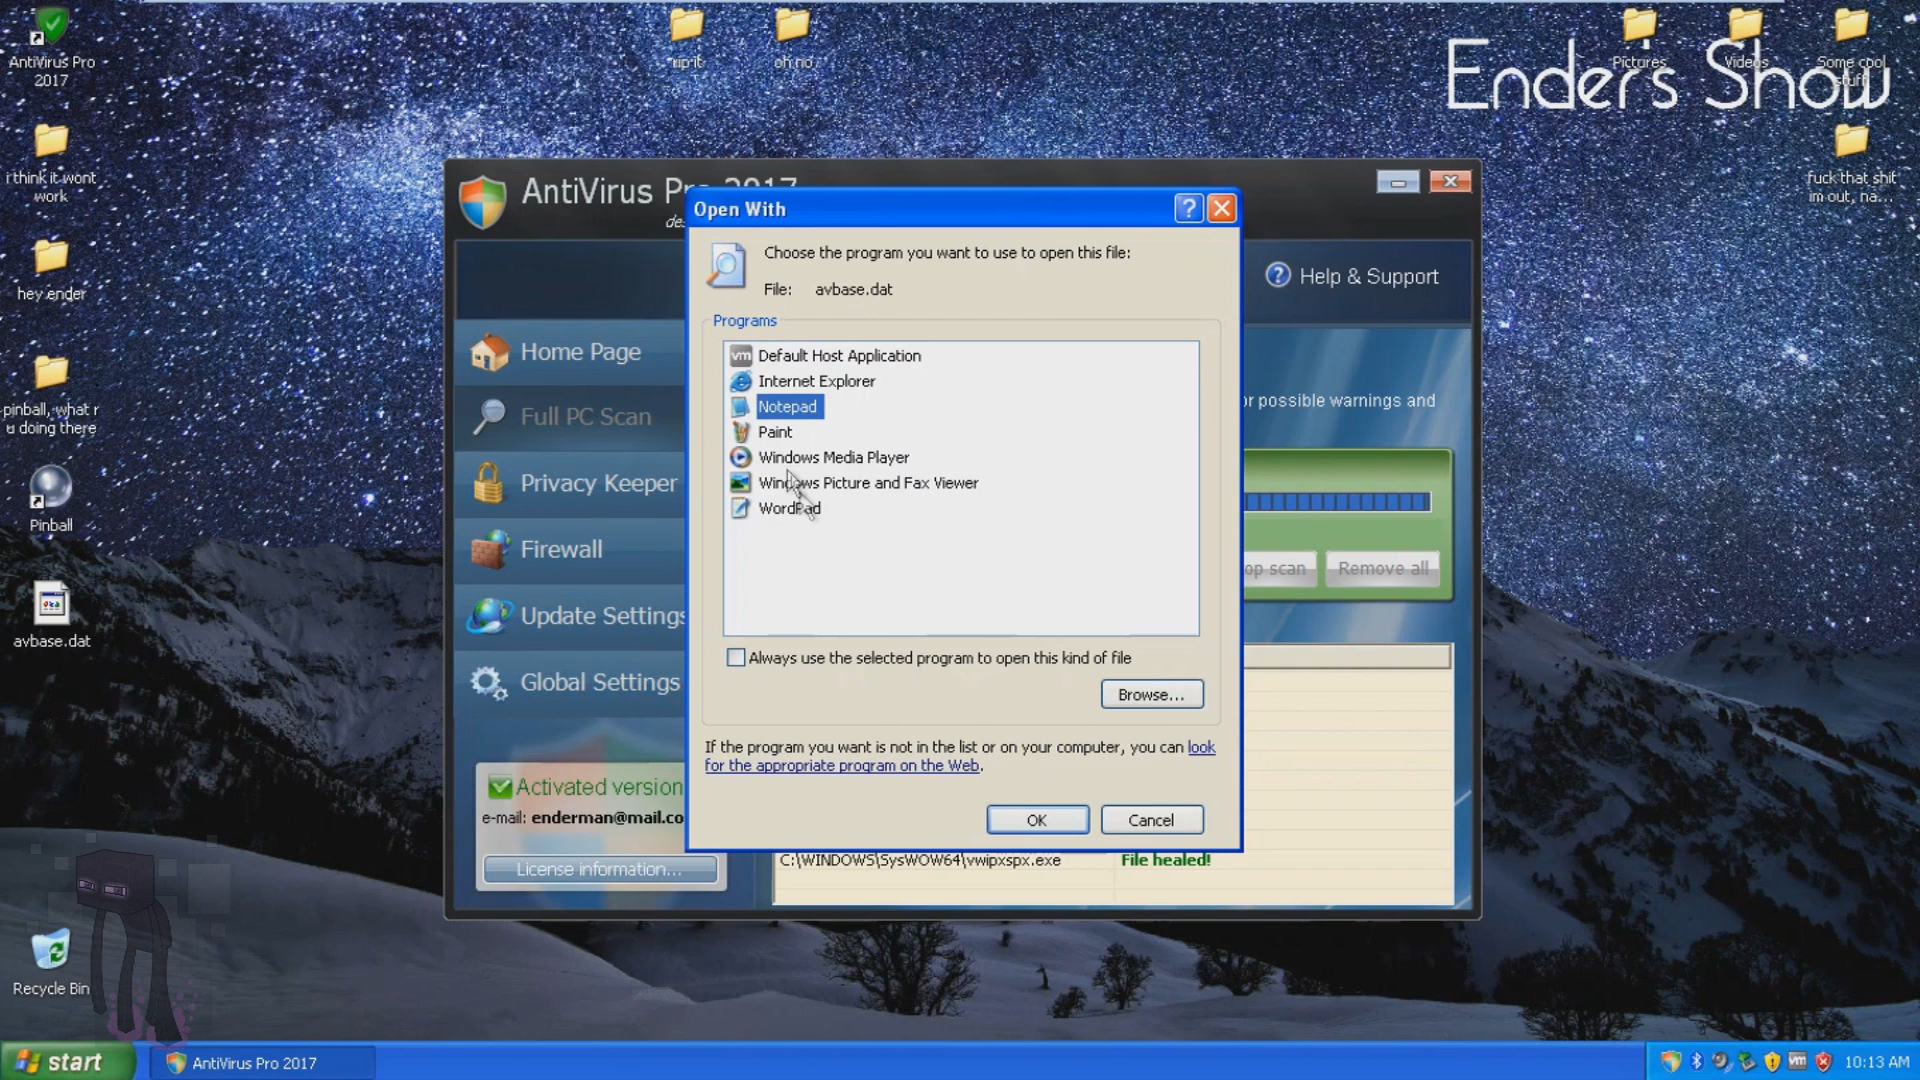 AntiVirus Pro
2017
i think it wont
work
hey ender
pinball, what r
u doing there
Pinball
avbase.dat
Recycle Bin
rip it
oh no
Pictures
Videos
Some cool
stuff
fuck that shit
im out, na...
Ender's Show
AntiVirus Pro 2017
Help & Support
Home Page
Full PC Scan
Privacy Keeper
Firewall
Update Settings
Global Settings
Activated version
e-mail: enderman@mail.co
License information...
or possible warnings and
op scan
Remove all
C:\WINDOWS\SysWOW64\vwipxspx.exe
File healed!
Open With
Choose the program you want to use to open this file:
File: avbase.dat
Programs
vm Default Host Application
Internet Explorer
Notepad
Paint
Windows Media Player
Windows Picture and Fax Viewer
WordPad
Always use the selected program to open this kind of file
Browse...
If the program you want is not in the list or on your computer, you can look
for the appropriate program on the Web.
OK
Cancel
start
AntiVirus Pro 2017
vm
10:13 AM